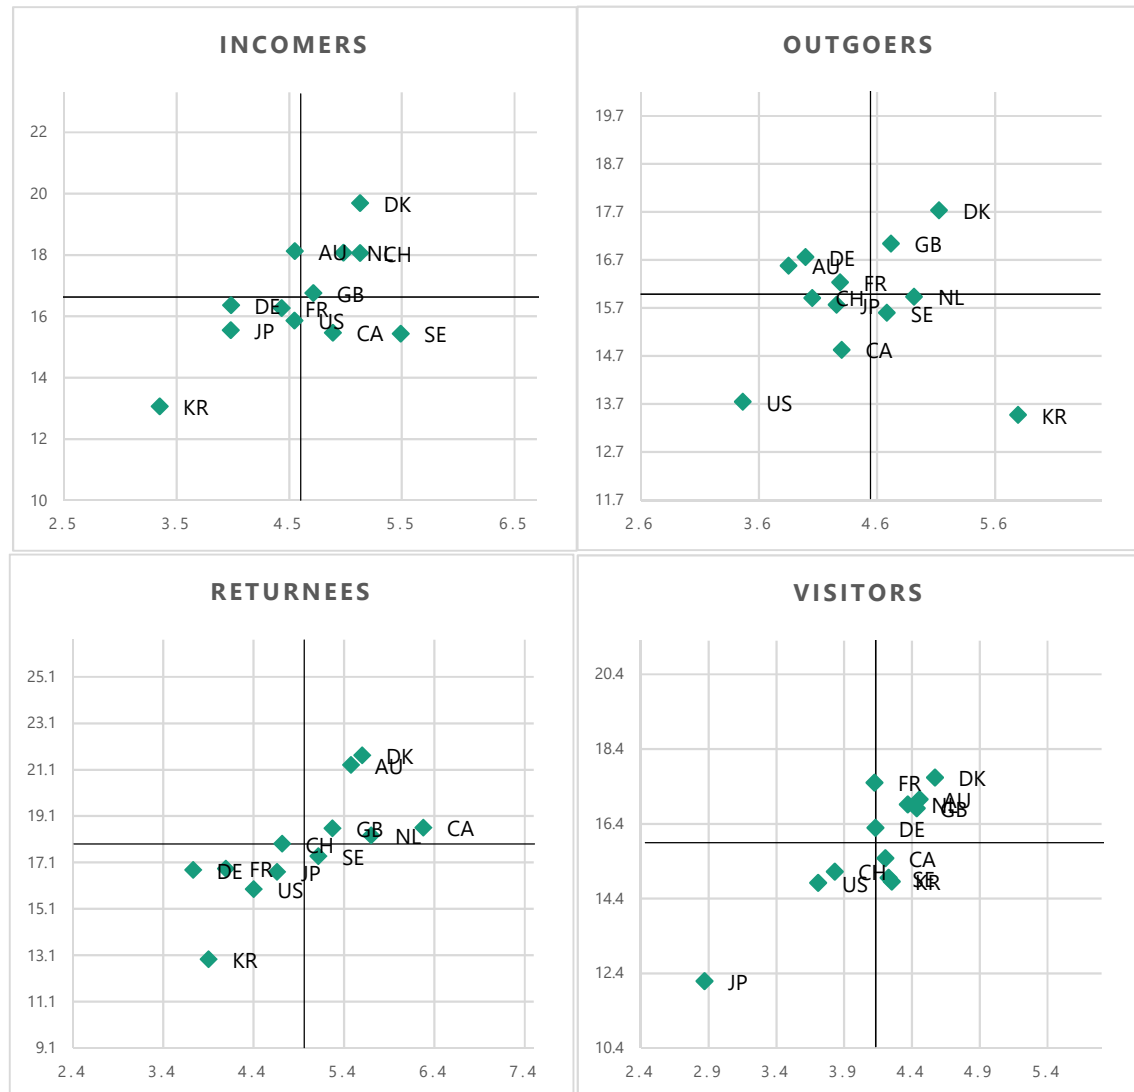 INCOMERS
22
20
18
16
14
12
10
2.5 3.5 4.5 5.5 6.5
DK
AU NL CH
GB
DE FR
US
JP CA SE
KR
OUTGOERS
19.7
18.7
17.7
16.7
15.7
14.7
13.7
12.7
11.7
2.6 3.6 4.6 5.6
DK
GB
DE
AU
FR
CH NL
JP SE
CA
US
KR
RETURNEES
25.1
23.1
21.1
19.1
17.1
15.1
13.1
11.1
9.1
2.4 3.4 4.4 5.4 6.4 7.4
DK
AU
GB NL CA
CH
SE
DE FR JP
US
KR
VISITORS
20.4
18.4
16.4
14.4
12.4
10.4
2.4 2.9 3.4 3.9 4.4 4.9 5.4
FR DK
NL AU
GB
DE
CA
CH SE
US KR
JP